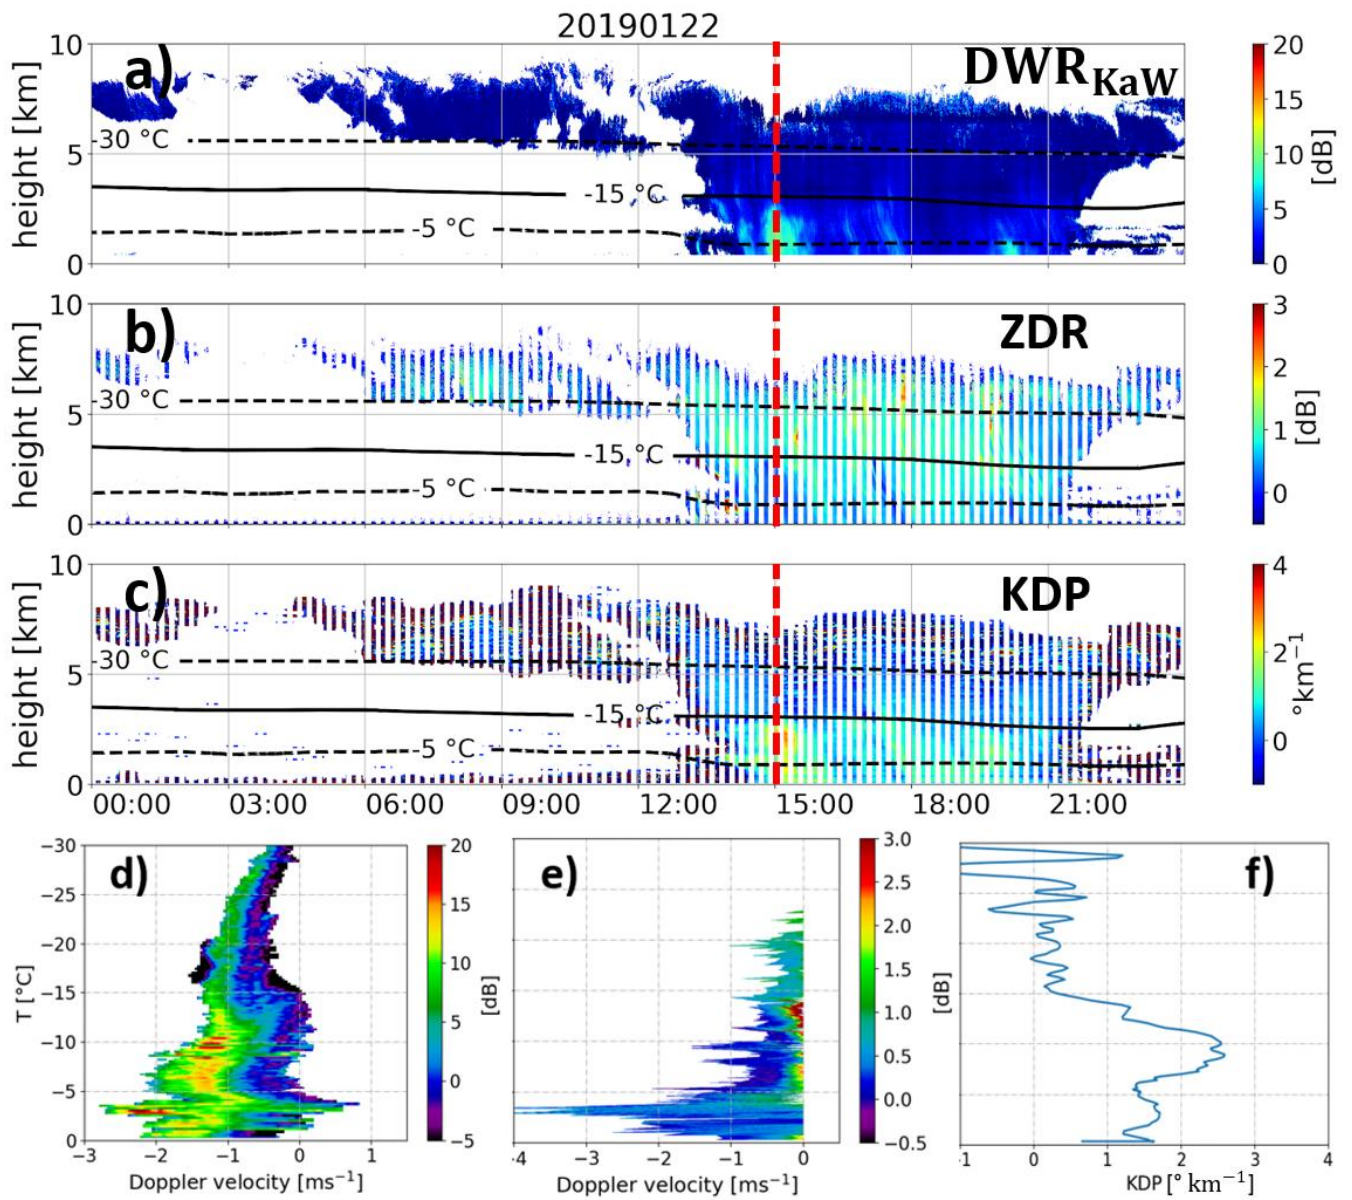 20190122
a)
DWR_KaW
height [km]
10
5
0
-30 °C
-15 °C
-5 °C
20
15
10
5
0
[dB]
b)
ZDR
height [km]
10
5
0
-30 °C
-15 °C
-5 °C
3
2
1
0
[dB]
c)
KDP
height [km]
10
5
0
-30 °C
-15 °C
-5 °C
4
2
0
°km⁻¹
00:00 03:00 06:00 09:00 12:00 15:00 18:00 21:00
d)
T [°C]
−30
−25
−20
−15
−10
−5
0
−3 −2 −1 0 1
Doppler velocity [ms⁻¹]
20
15
10
5
0
−5
[dB]
e)
-4 −3 −2 −1 0
Doppler velocity [ms⁻¹]
3.0
2.5
2.0
1.5
1.0
0.5
0.0
−0.5
[dB]
f)
-1 0 1 2 3 4
KDP [° km⁻¹]